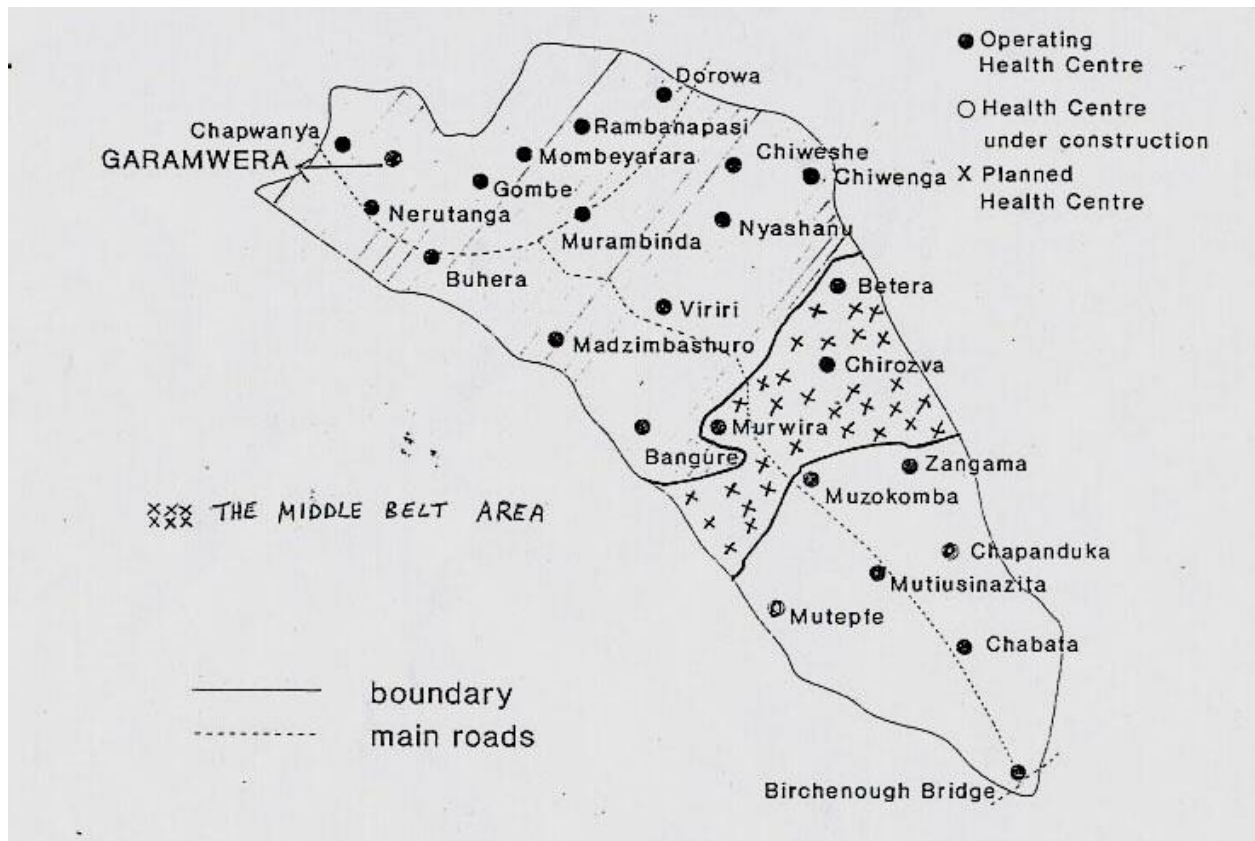 Operating
Health Centre
Health Centre
under construction
X Planned
Health Centre
Dorowa
Chapwanya
Rambanapasi
GARAMWERA
Mombeyarara
Chiweshe
Chiwenga
Gombe
Nerutanga
Murambinda
Nyashanu
Buhera
Betera
Viriri
Madzimbashuro
Chirozva
Murwira
Bangure
Zangama
Muzokomba
xxx THE MIDDLE BELT AREA
xxx
Chapanduka
Mutiusinazita
Mutepfe
Chabata
boundary
main roads
Birchenough Bridge